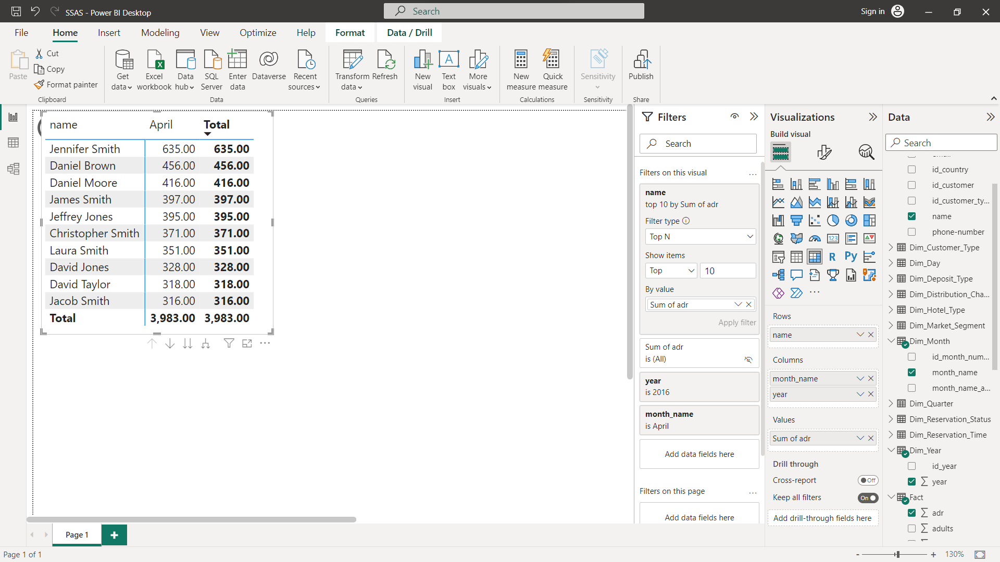 SSAS - Power BI Desktop
Search
Sign in
File
Home
Insert
Modeling
View
Optimize
Help
Format
Data / Drill
Paste
Cut
Copy
Format painter
Clipboard
Get
data
Excel
workbook
Data
hub
SQL
Server
Enter
data
Dataverse
Recent
sources
Data
Transform
data
Refresh
Queries
New
visual
Text
box
More
visuals
Insert
New
measure
Quick
measure
Calculations
Sensitivity
Sensitivity
Publish
Share
name April Total
Jennifer Smith 635.00 635.00
Daniel Brown 456.00 456.00
Daniel Moore 416.00 416.00
James Smith 397.00 397.00
Jeffrey Jones 395.00 395.00
Christopher Smith 371.00 371.00
Laura Smith 351.00 351.00
David Jones 328.00 328.00
David Taylor 318.00 318.00
Jacob Smith 316.00 316.00
Total 3,983.00 3,983.00
Filters
Search
Filters on this visual
name
top 10 by Sum of adr
Filter type
Top N
Show items
Top 10
By value
Sum of adr
Apply filter
Sum of adr
is (All)
year
is 2016
month_name
is April
Add data fields here
Filters on this page
Add data fields here
Visualizations
Build visual
123
R
Py
Rows
name
Columns
month_name
year
Values
Sum of adr
Drill through
Cross-report
Off
Keep all filters
On
Add drill-through fields here
Data
Search
id_country
id_customer
id_customer_ty...
name
phone-number
Dim_Customer_Type
Dim_Day
Dim_Deposit_Type
Dim_Distribution_Cha...
Dim_Hotel_Type
Dim_Market_Segment
Dim_Month
id_month_num...
month_name
month_name_a...
Dim_Quarter
Dim_Reservation_Status
Dim_Reservation_Time
Dim_Year
id_year
year
Fact
adr
adults
Page 1
Page 1 of 1
130%